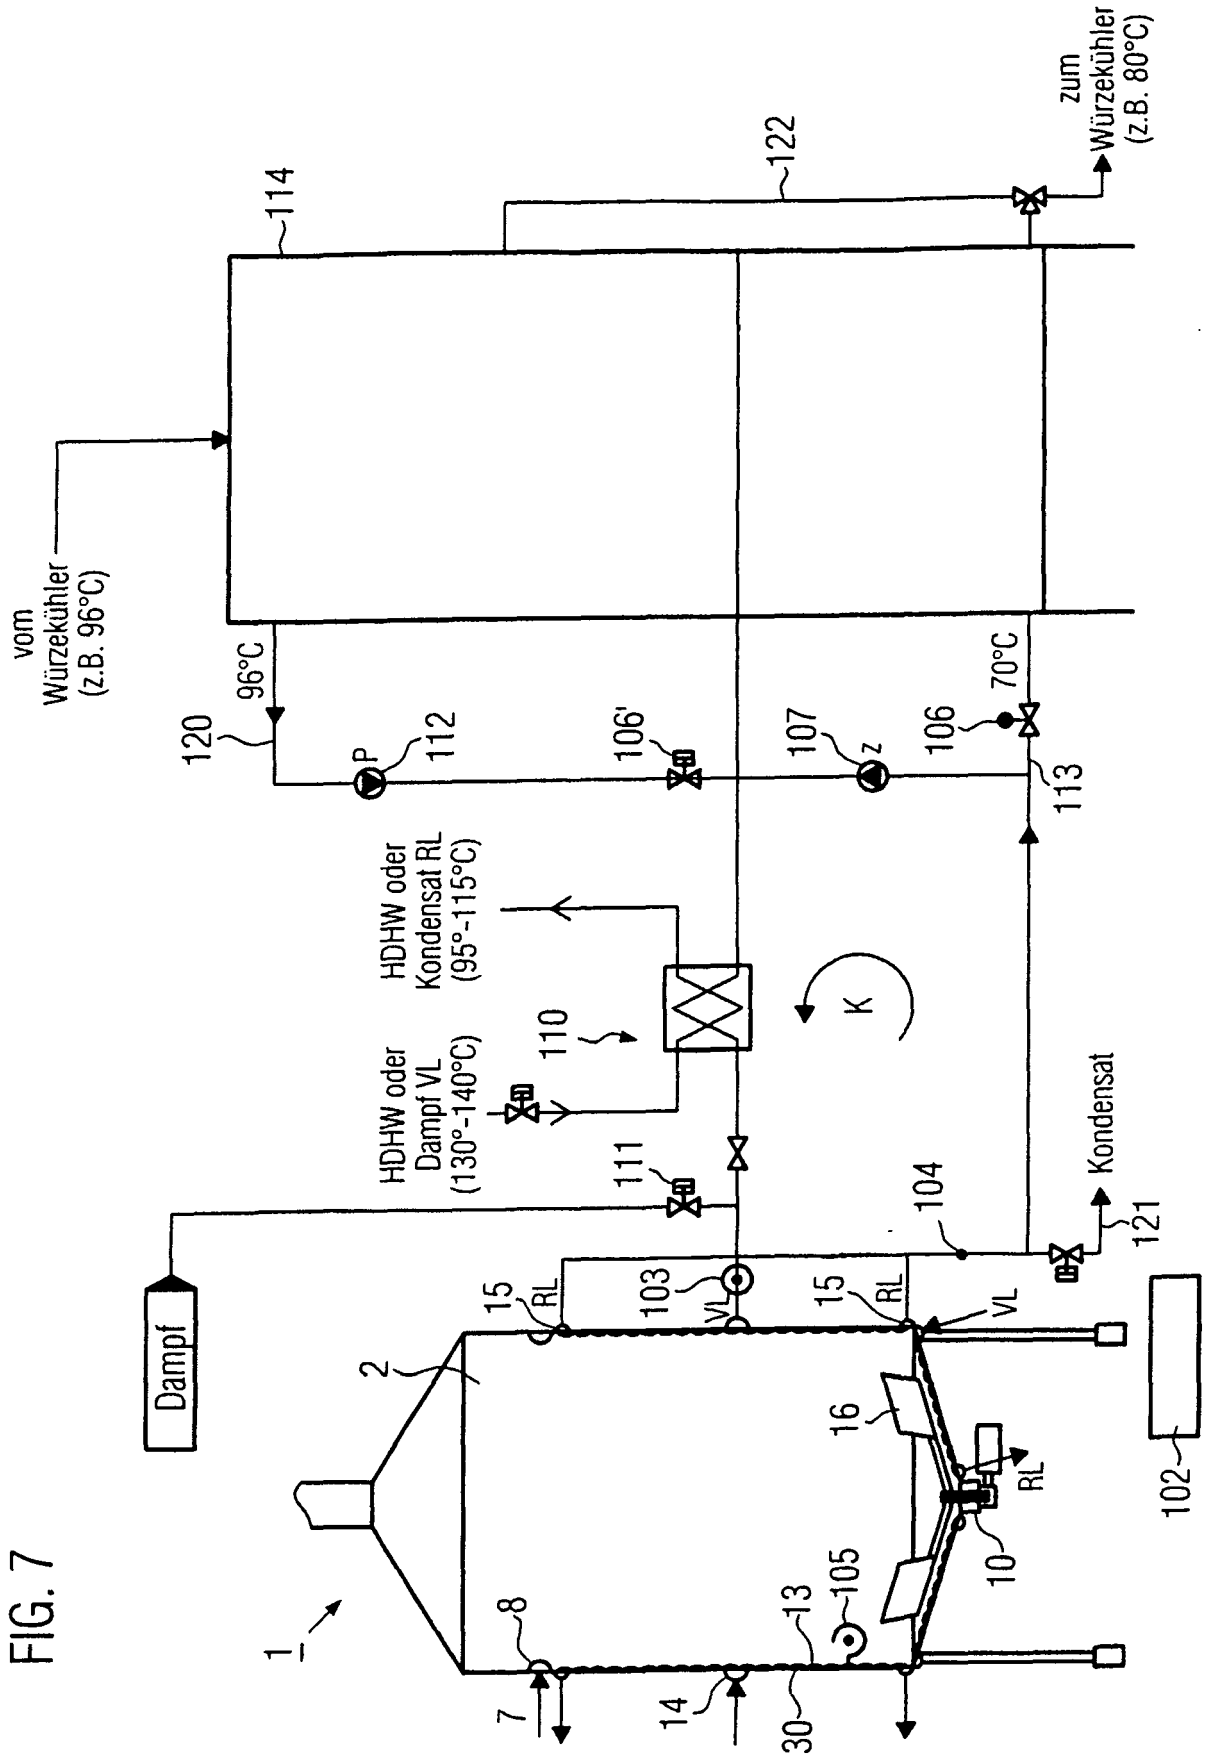 FIG. 7
1
Dampf
vom
Würzekühler
(z.B. 96°C)
114
122
zum
Würzekühler
(z.B. 80°C)
120
96°C
P
112
106'
107
Z
106
70°C
113
HDHW oder
Kondensat RL
(95°-115°C)
HDHW oder
Dampf VL
(130°-140°C)
110
K
111
104
Kondensat
121
103
VL
15
RL
15
RL
VL
2
16
RL
10
102
105
13
8
7
14
30